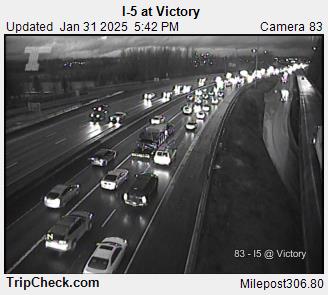 I-5 at Victory
Updated Jan 31 2025 5:42 PM Camera 83
T
N
83 - I5 @ Victory
TripCheck.com Milepost306.80